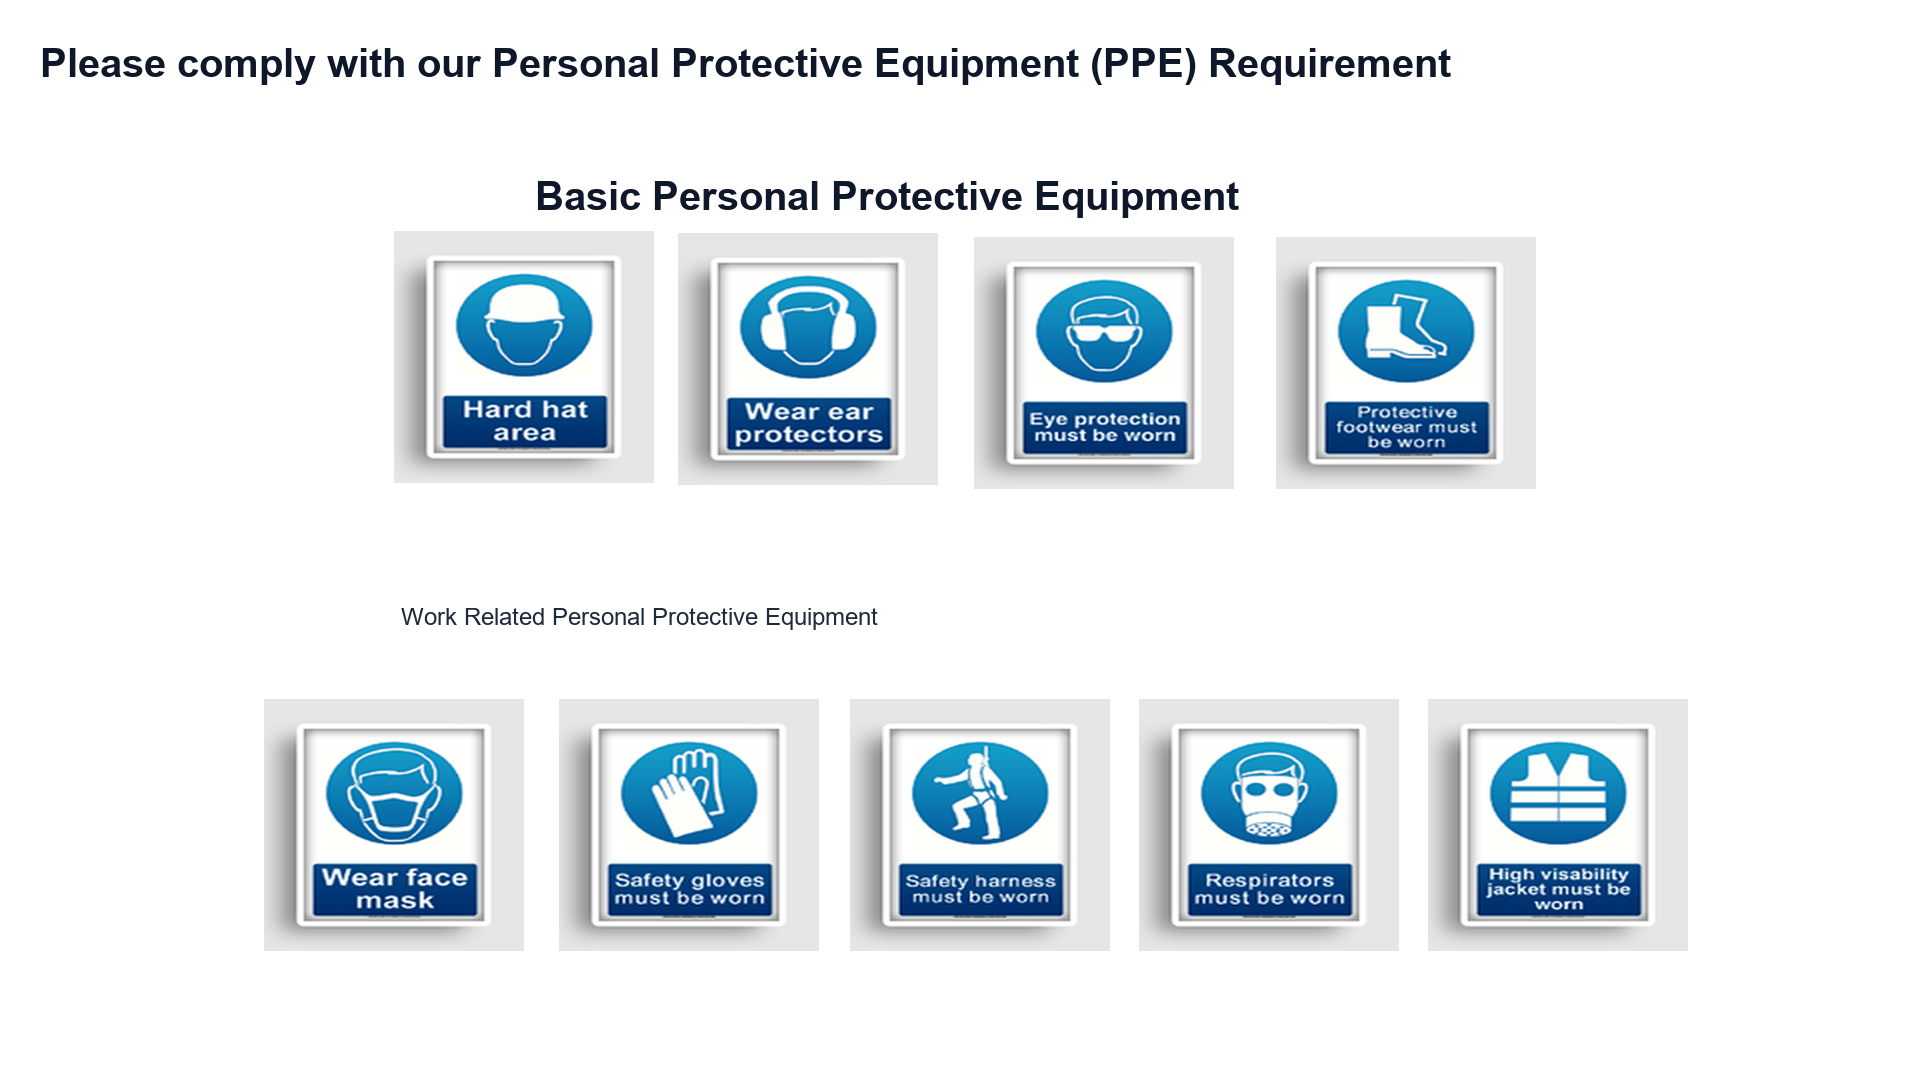 Please comply with our Personal Protective Equipment (PPE) Requirement
Basic Personal Protective Equipment
Hard hat
area
Wear ear
protectors
Eye protection
must be worn
Protective
footwear must
be worn
Work Related Personal Protective Equipment
Wear face
mask
Safety gloves
must be worn
Safety harness
must be worn
Respirators
must be worn
High visability
jacket must be
worn